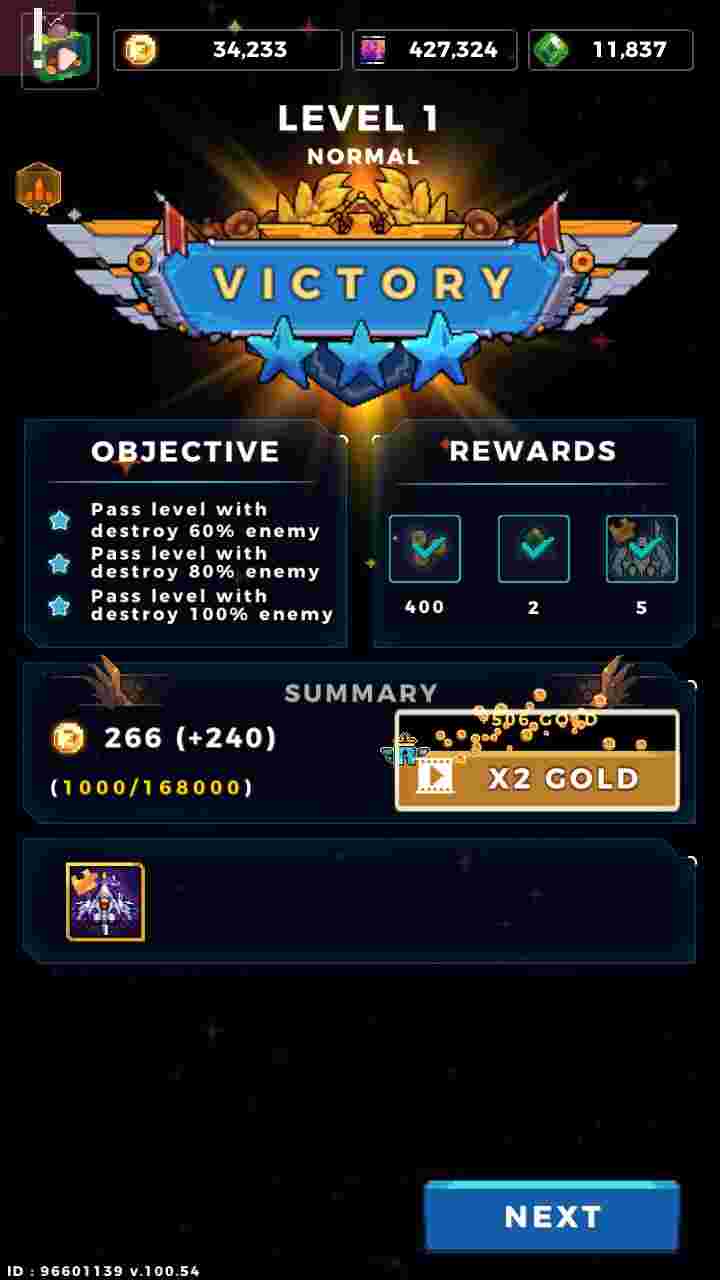 34,233
427,324
11,837
LEVEL 1
NORMAL
+-2
VICTORY
OBJECTIVE
Pass level with
destroy 60% enemy
Pass level with
destroy 80% enemy
Pass level with
destroy 100% enemy
REWARDS
400
2
5
SUMMARY
266 (+240)
(1000/168000)
+506 GOLD
X2 GOLD
NEXT
ID : 96601139 v.100.54